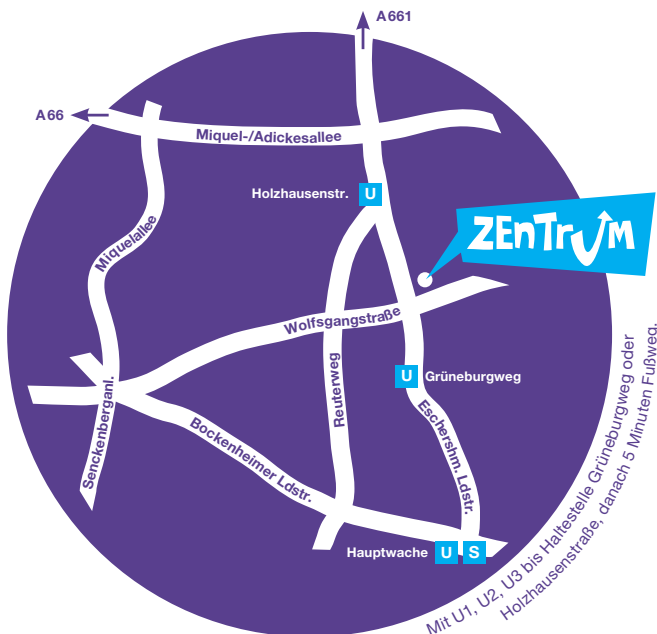 A661
A66
Miquel-/Adickesallee
Holzhausenstr. U
Miquelallee
ZEnTrUM
Wolfsgangstraße
U Grüneburgweg
Reuterweg
Senckenberganl.
Eschershm. Ldstr.
Bockenheimer Ldstr.
Hauptwache U S
Mit U1, U2, U3 bis Haltestelle Grüneburgweg oder
Holzhausenstraße, danach 5 Minuten Fußweg.